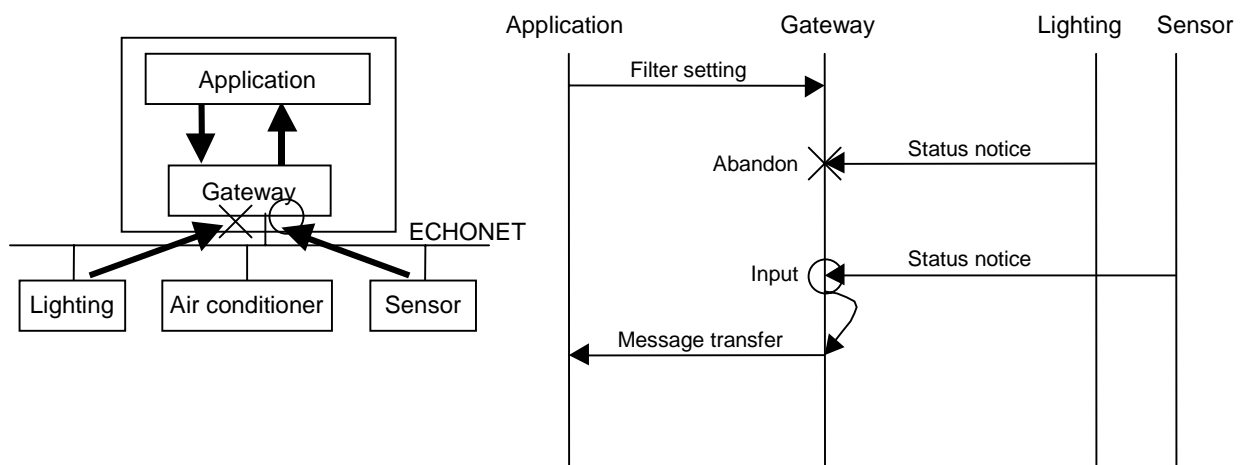 Application
Gateway
ECHONET
Lighting
Air conditioner
Sensor
Application
Gateway
Lighting
Sensor
Filter setting
Abandon
Status notice
Input
Status notice
Message transfer